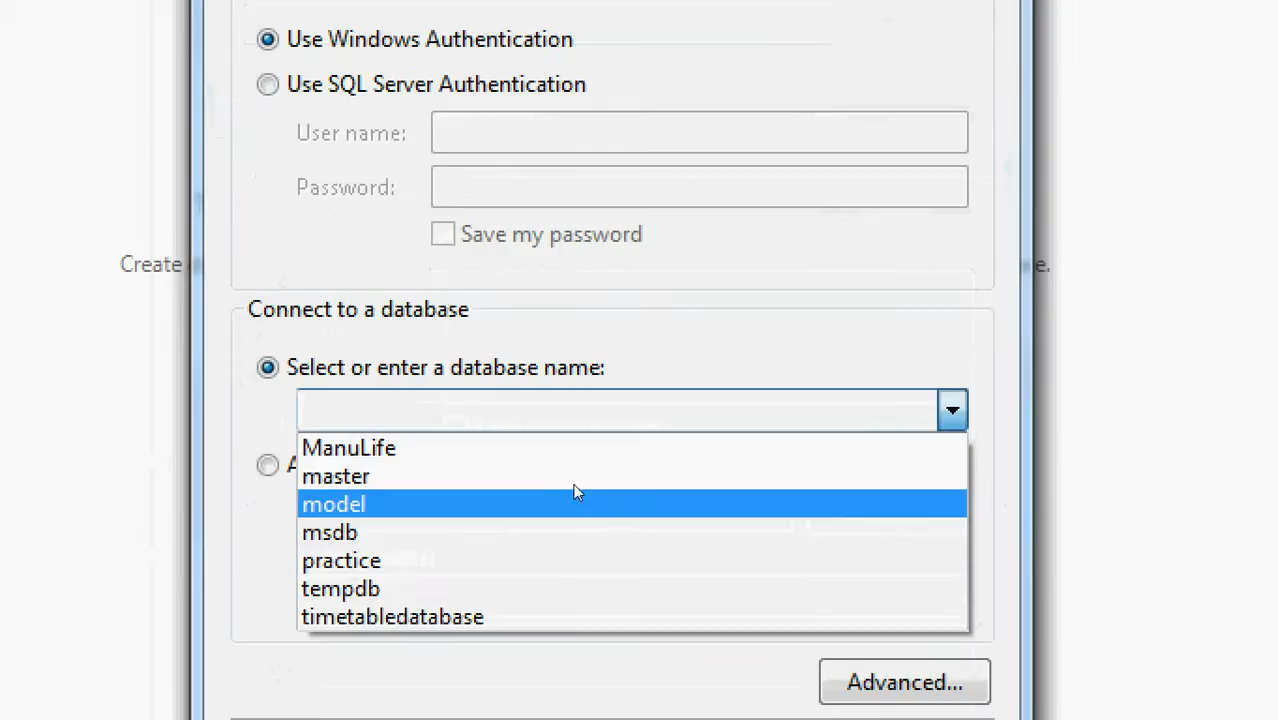 Use Windows Authentication
Use SQL Server Authentication
User name:
Password:
Save my password
Create
e.
Connect to a database
Select or enter a database name:
ManuLife
master
model
msdb
practice
tempdb
timetabledatabase
Advanced...